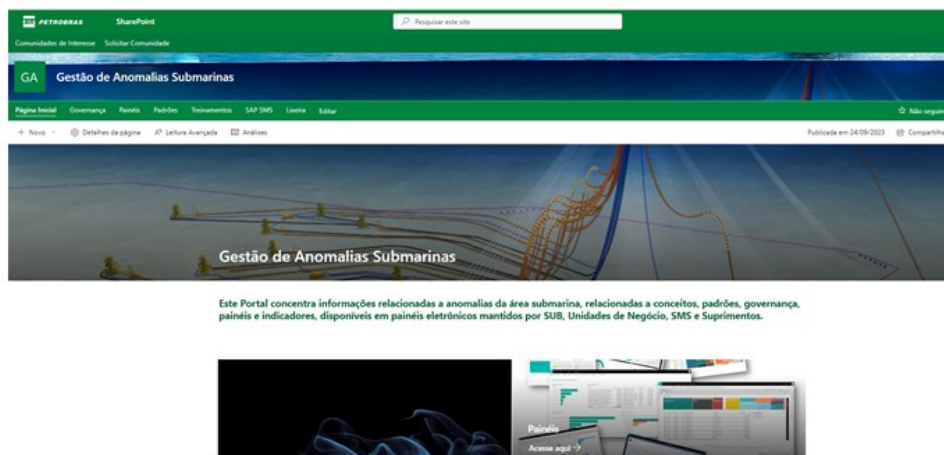 BR PETROBRAS SharePoint Pesquisar este site
Comunidades de Interesse Solicitar Comunidade
GA Gestão de Anomalias Submarinas
Página Inicial Governança Painéis Padrões Treinamentos SAP SMS Lixeira Editar Não seguin
+ Novo Detalhes da página Leitura Avançada Análises Publicada em 24/09/2023 Compartilha
Gestão de Anomalias Submarinas
Este Portal concentra informações relacionadas a anomalias da área submarina, relacionadas a conceitos, padrões, governança,
painéis e indicadores, disponíveis em painéis eletrônicos mantidos por SUB, Unidades de Negócio, SMS e Suprimentos.
Painéis
Acesse aqui →